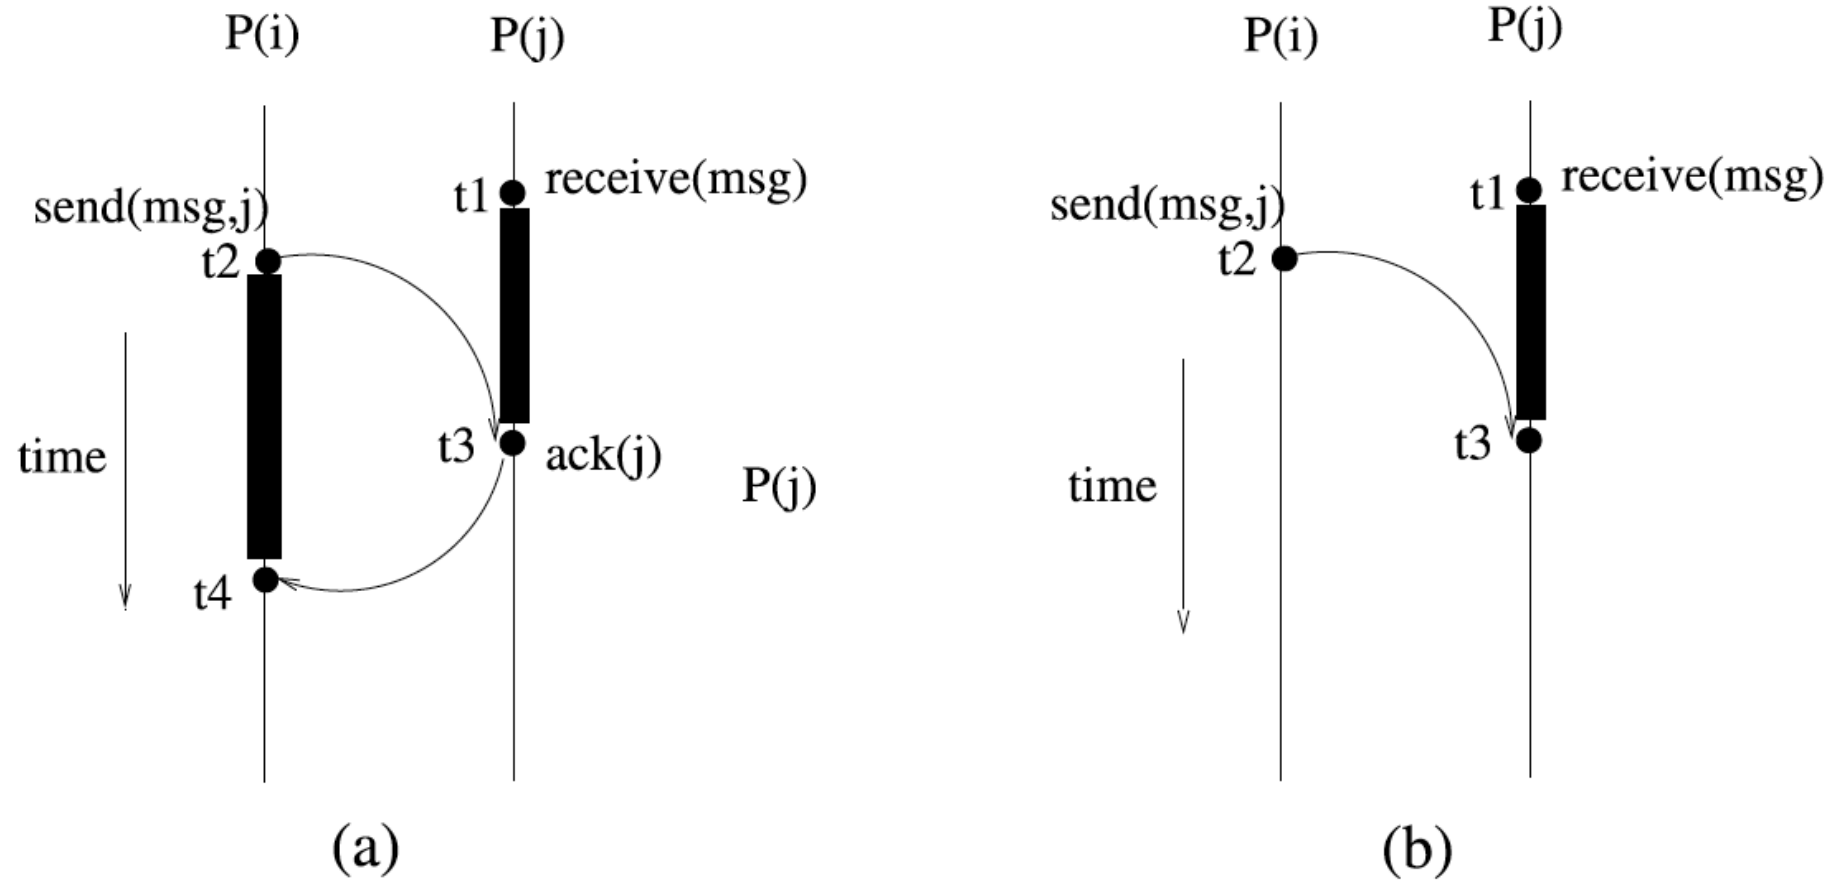 P(i)
P(j)
receive(msg)
t1
send(msg,j)
t2
t3
ack(j)
time
P(j)
t4
(a)
P(i)
P(j)
receive(msg)
t1
send(msg,j)
t2
t3
time
(b)